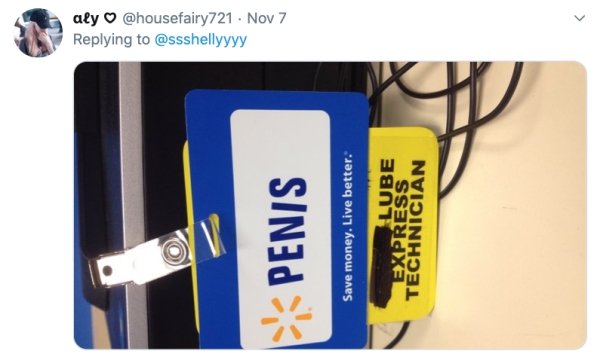 αℓy ♡ @housefairy721 · Nov 7
Replying to @ssshellyyyy
PENIS
Save money. Live better.
LUBE
EXPRESS
TECHNICIAN